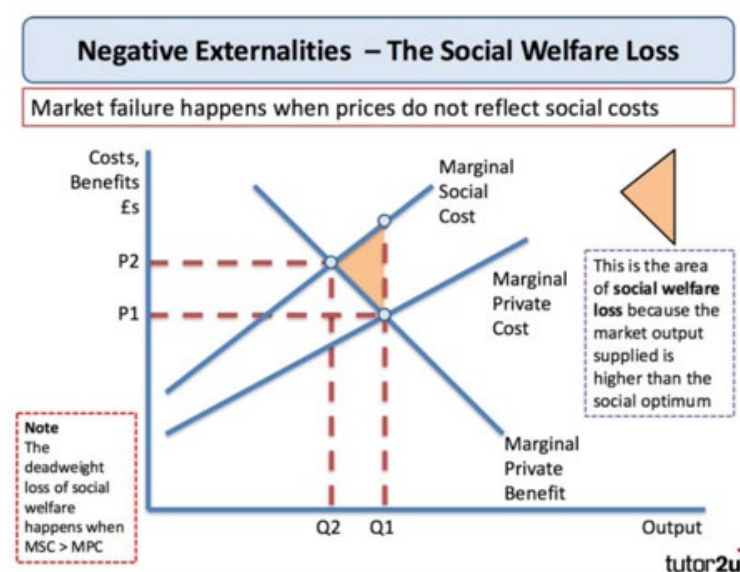 Negative Externalities – The Social Welfare Loss
Market failure happens when prices do not reflect social costs
Costs,
Benefits
£s
Marginal
Social
Cost
P2
P1
Marginal
Private
Cost
This is the area
of social welfare
loss because the
market output
supplied is
higher than the
social optimum
Note
The
deadweight
loss of social
welfare
happens when
MSC > MPC
Marginal
Private
Benefit
Q2
Q1
Output
tutor2u